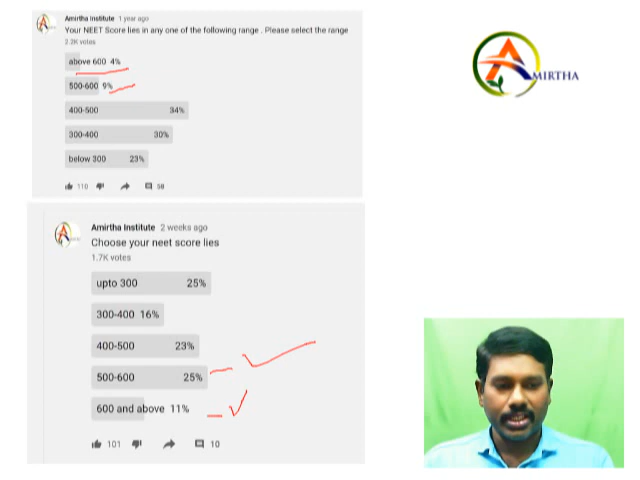 Amirtha Institute 1 year ago
Your NEET Score lies in any one of the following range . Please select the range
2.2K votes
above 600 4%
500-600 9%
400-500 34%
300-400 30%
below 300 23%
110 58
Amirtha Institute 2 weeks ago
Choose your neet score lies
1.7K votes
upto 300 25%
300-400 16%
400-500 23%
500-600 25%
600 and above 11%
101 10
AMIRTHA